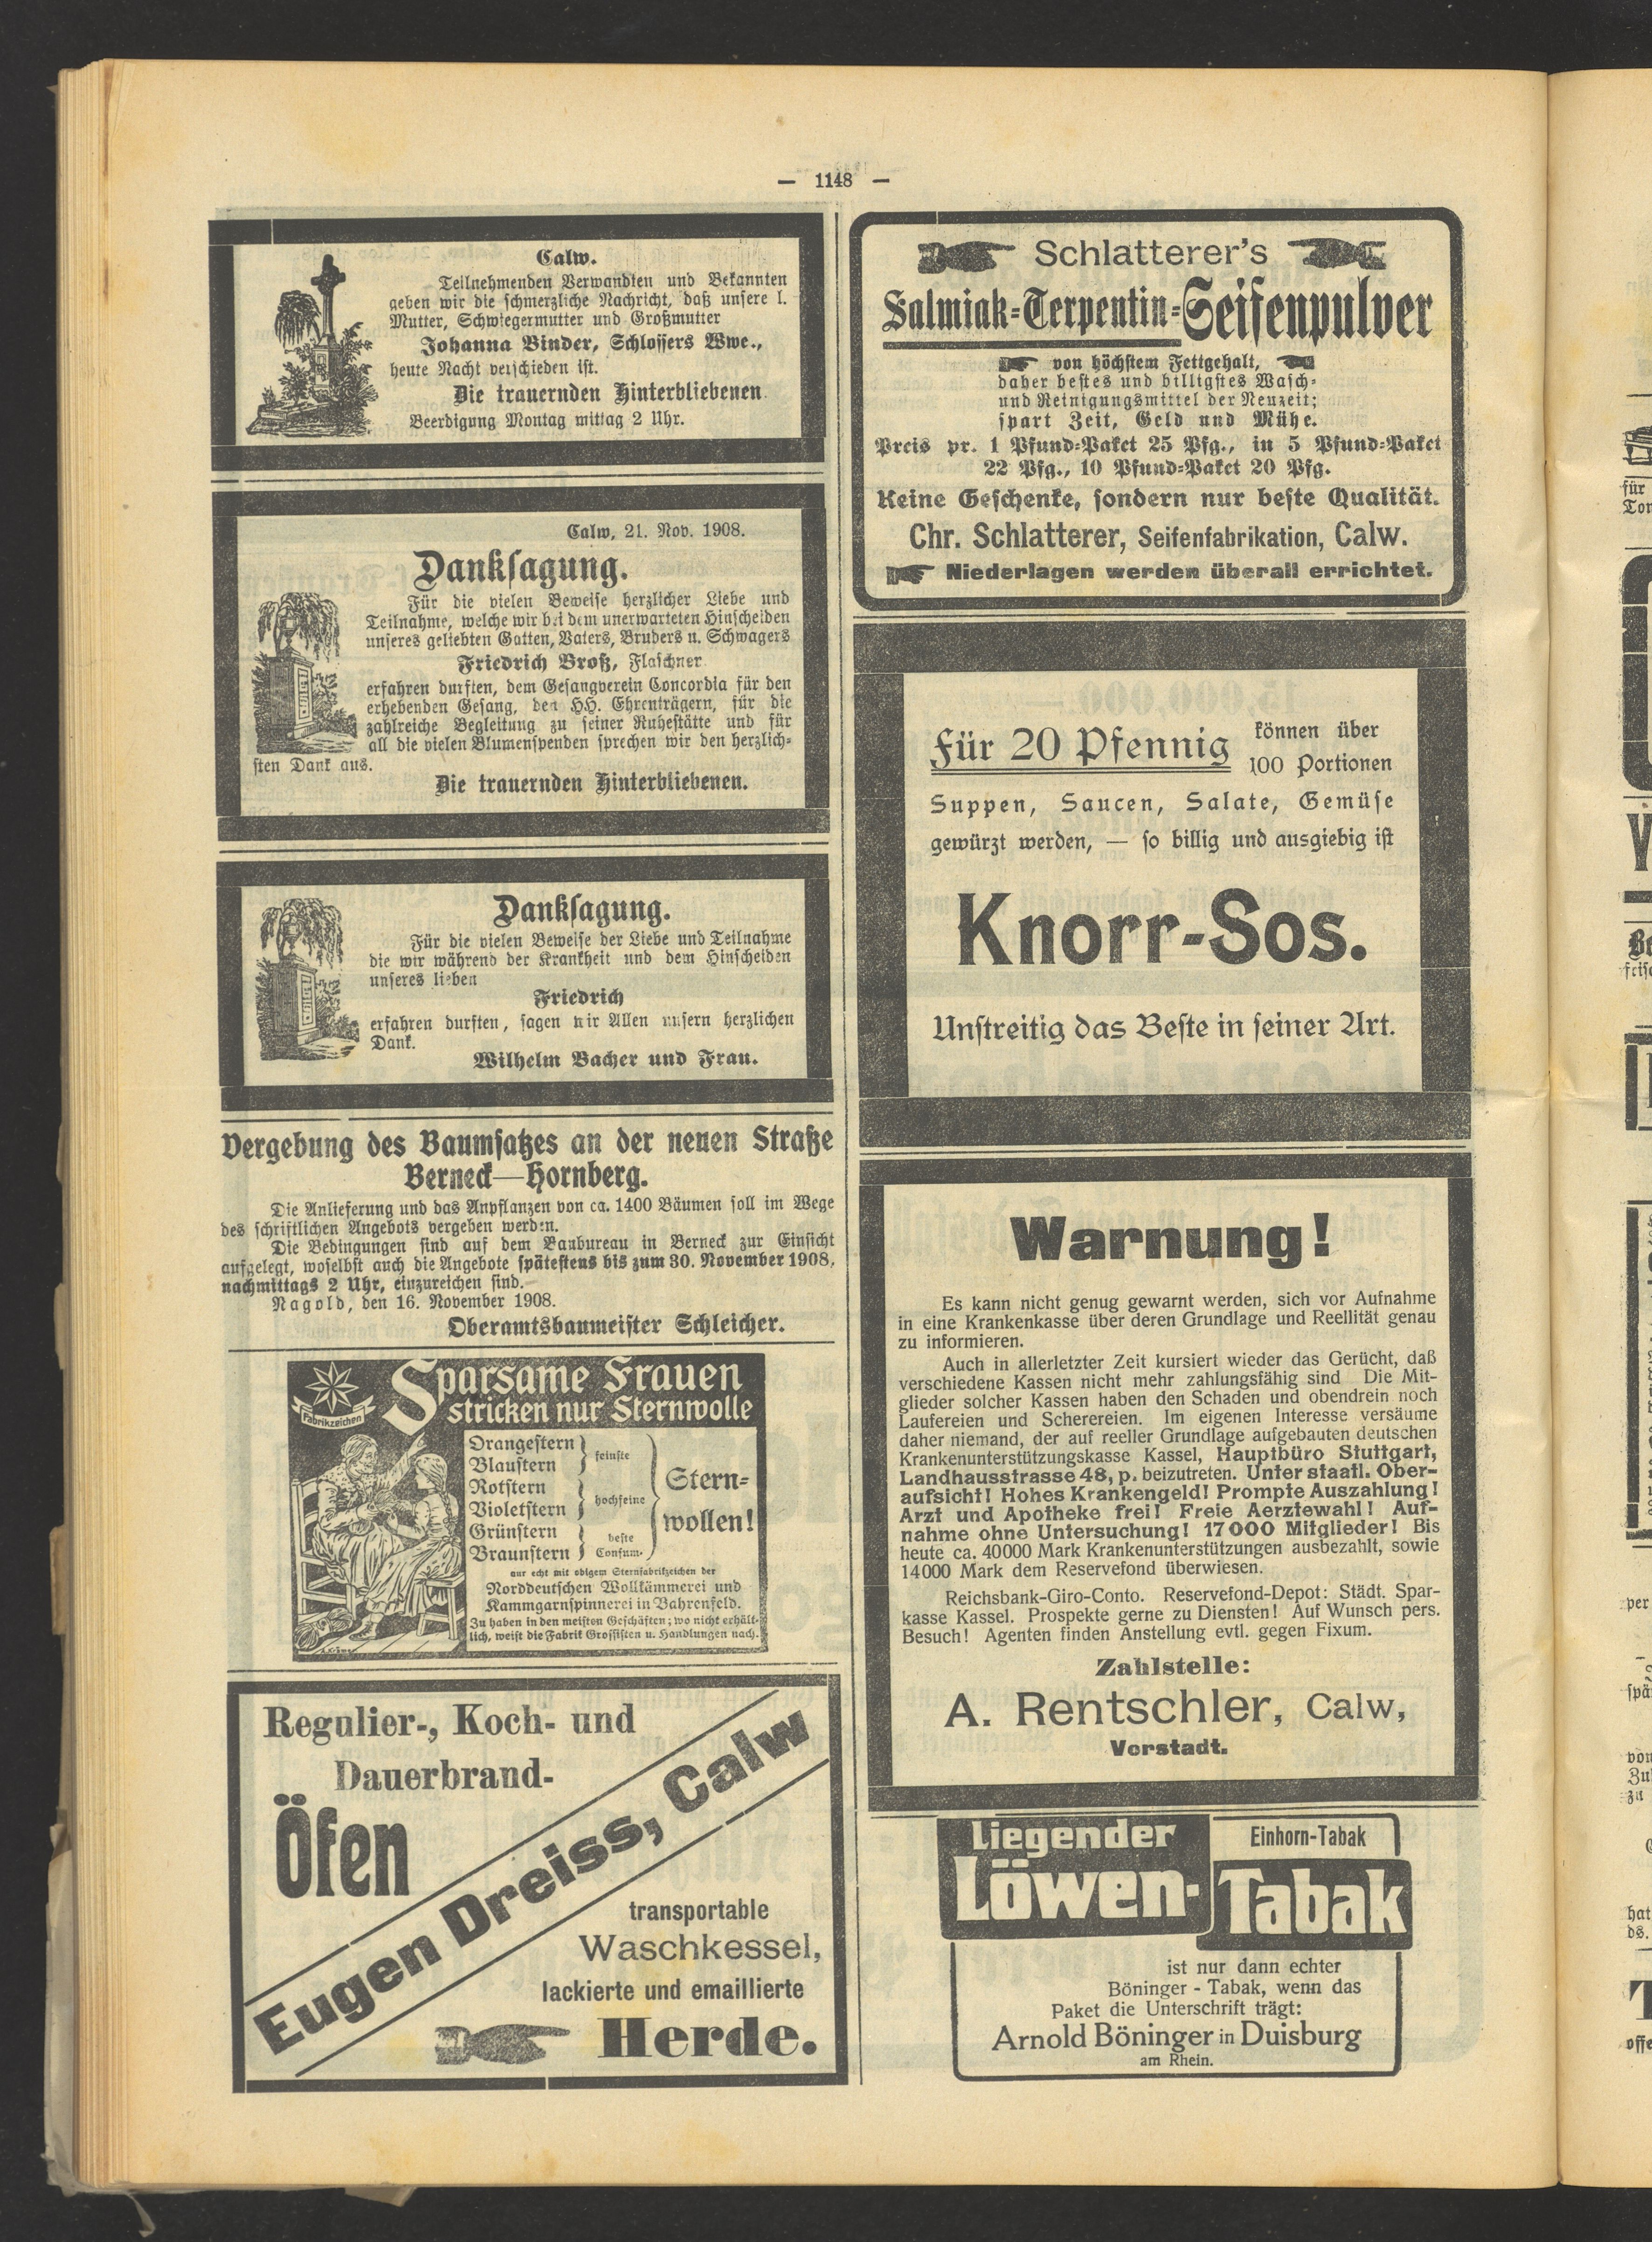 — 1148 —
Calw.
Teilnehmenden Verwandten und Bekannten
geben wir die schmerzliche Nachricht, daß unsere l.
Mutter, Schwiegermutter und Großmutter
Johanna Binder, Schlossers Wwe.,
heute Nacht verschieden ist.
Die trauernden Hinterbliebenen
Beerdigung Montag mittag 2 Uhr.
Calw, 21. Nov. 1908.
Danksagung.
Für die vielen Beweise herzlicher Liebe und
Teilnahme, welche wir bei dem unerwarteten Hinscheiden
unseres geliebten Gatten, Vaters, Bruders u. Schwagers
Friedrich Broß, Flaschner
erfahren durften, dem Gesangverein Concordia für den
erhebenden Gesang, den HH. Ehrenträgern, für die
zahlreiche Begleitung zu seiner Ruhestätte und für
all die vielen Blumenspenden sprechen wir den herzlich-
sten Dank aus.
Die trauernden Hinterbliebenen.
Danksagung.
Für die vielen Beweise der Liebe und Teilnahme
die wir während der Krankheit und dem Hinscheiden
unseres lieben
Friedrich
erfahren durften, sagen wir Allen unsern herzlichen
Dank.
Wilhelm Bacher und Frau.
Vergebung des Baumsatzes an der neuen Straße
Berneck—Hornberg.
Die Anlieferung und das Anpflanzen von ca. 1400 Bäumen soll im Wege
des schriftlichen Angebots vergeben werden.
Die Bedingungen sind auf dem Baubureau in Berneck zur Einsicht
aufgelegt, woselbst auch die Angebote spätestens bis zum 30. November 1908,
nachmittags 2 Uhr, einzureichen sind.
Nagold, den 16. November 1908.
Oberamtsbaumeister Schleicher.
Fabrikzeichen
Sparsame Frauen
stricken nur Sternwolle
Orangestern
Blaustern
feinste
Rotstern
Violetstern
hochfeine
Grünstern
Braunstern
beste
Consum-
Stern-
wollen!
nur echt mit obigem Sternfabrikzeichen der
Norddeutschen Wollkämmerei und
Kammgarnspinnerei in Bahrenfeld.
Zu haben in den meisten Geschäften; wo nicht erhält-
lich, weist die Fabrik Grossisten u. Handlungen nach.
Regulier-, Koch- und
Dauerbrand-
Öfen
Eugen Dreiss, Calw
transportable
Waschkessel,
lackierte und emaillierte
Herde.
Schlatterer's
Salmiak-Terpentin-Seifenpulver
von höchstem Fettgehalt,
daher bestes und billigstes Wasch-
und Reinigungsmittel der Neuzeit;
spart Zeit, Geld und Mühe.
Preis pr. 1 Pfund-Paket 25 Pfg., in 5 Pfund-Paket
22 Pfg., 10 Pfund-Paket 20 Pfg.
Keine Geschenke, sondern nur beste Qualität.
Chr. Schlatterer, Seifenfabrikation, Calw.
Niederlagen werden überall errichtet.
Für 20 Pfennig können über
100 Portionen
Suppen, Saucen, Salate, Gemüse
gewürzt werden, — so billig und ausgiebig ist
Knorr-Sos.
Unstreitig das Beste in seiner Art.
Warnung!
Es kann nicht genug gewarnt werden, sich vor Aufnahme
in eine Krankenkasse über deren Grundlage und Reellität genau
zu informieren.
Auch in allerletzter Zeit kursiert wieder das Gerücht, daß
verschiedene Kassen nicht mehr zahlungsfähig sind Die Mit-
glieder solcher Kassen haben den Schaden und obendrein noch
Laufereien und Scherereien. Im eigenen Interesse versäume
daher niemand, der auf reeller Grundlage aufgebauten deutschen
Krankenunterstützungskasse Kassel, Hauptbüro Stuttgart,
Landhausstrasse 48, p. beizutreten. Unter staatl. Ober-
aufsicht! Hohes Krankengeld! Prompte Auszahlung!
Arzt und Apotheke frei! Freie Aerztewahl! Auf-
nahme ohne Untersuchung! 17000 Mitglieder! Bis
heute ca. 40000 Mark Krankenunterstützungen ausbezahlt, sowie
14000 Mark dem Reservefond überwiesen.
Reichsbank-Giro-Conto. Reservefond-Depot: Städt. Spar-
kasse Kassel. Prospekte gerne zu Diensten! Auf Wunsch pers.
Besuch! Agenten finden Anstellung evtl. gegen Fixum.
Zahlstelle:
A. Rentschler, Calw,
Vorstadt.
Liegender
Löwen-
Einhorn-Tabak
Tabak
ist nur dann echter
Böninger - Tabak, wenn das
Paket die Unterschrift trägt:
Arnold Böninger in Duisburg
am Rhein.